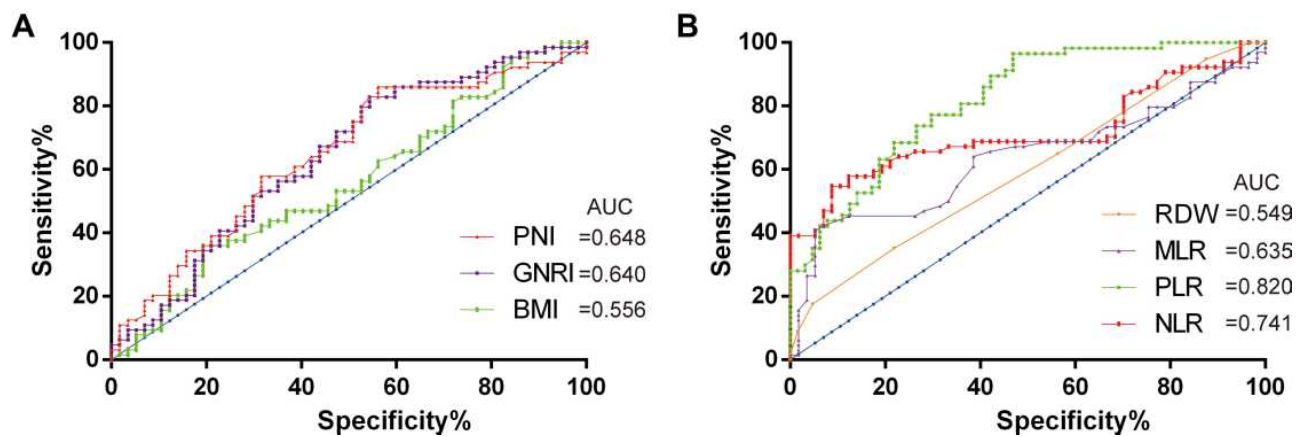 A
Sensitivity%
100
80
60
40
20
0
0 20 40 60 80 100
Specificity%
AUC
PNI =0.648
GNRI =0.640
BMI =0.556
B
Sensitivity%
100
80
60
40
20
0
0 20 40 60 80 100
Specificity%
AUC
RDW =0.549
MLR =0.635
PLR =0.820
NLR =0.741